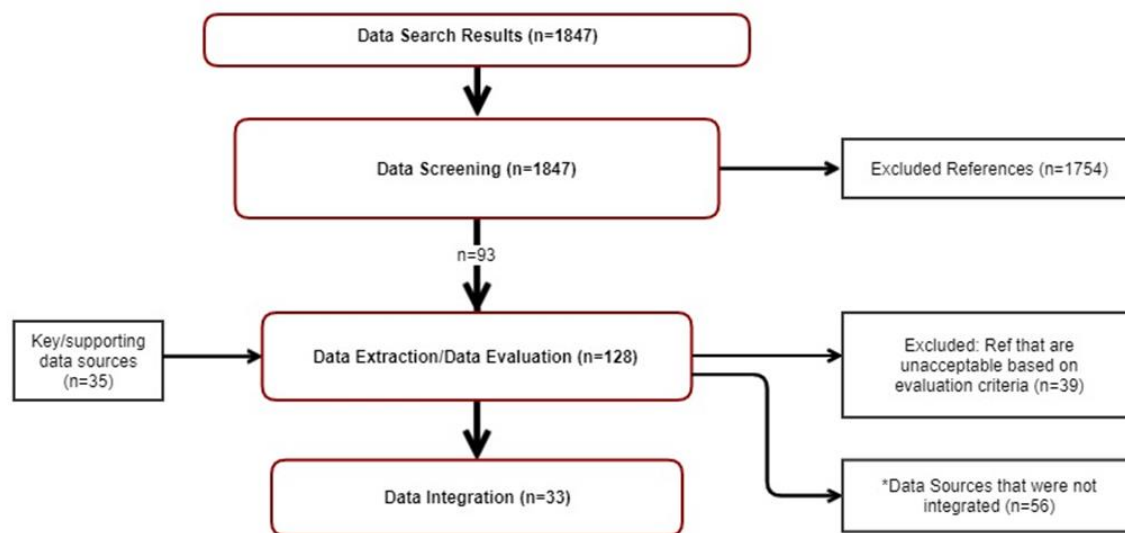 Data Search Results (n=1847)
Data Screening (n=1847)
Excluded References (n=1754)
n=93
Key/supporting
data sources
(n=35)
Data Extraction/Data Evaluation (n=128)
Excluded: Ref that are
unacceptable based on
evaluation criteria (n=39)
Data Integration (n=33)
*Data Sources that were not
integrated (n=56)